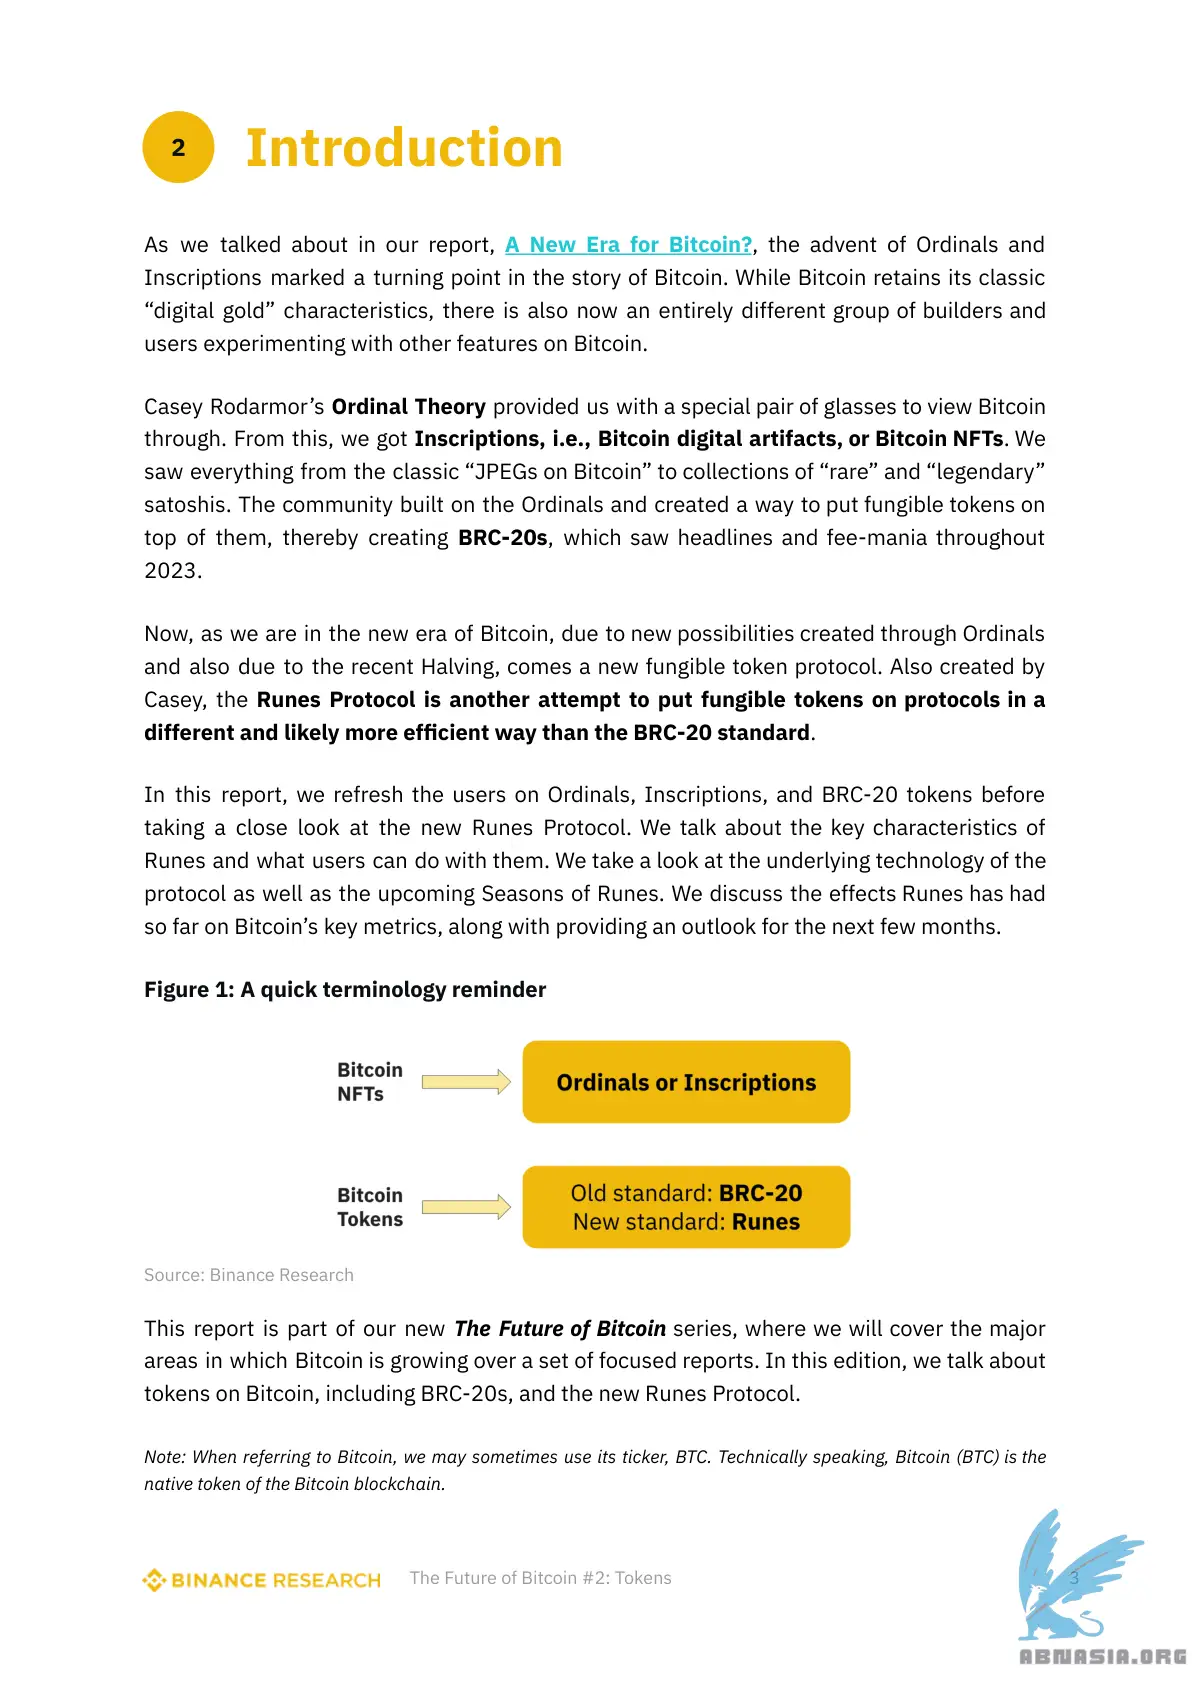 2
Introduction
As we talked about in our report, A New Era for Bitcoin?, the advent of Ordinals and
Inscriptions marked a turning point in the story of Bitcoin. While Bitcoin retains its classic
“digital gold” characteristics, there is also now an entirely different group of builders and
users experimenting with other features on Bitcoin.
Casey Rodarmor’s Ordinal Theory provided us with a special pair of glasses to view Bitcoin
through. From this, we got Inscriptions, i.e., Bitcoin digital artifacts, or Bitcoin NFTs. We
saw everything from the classic “JPEGs on Bitcoin” to collections of “rare” and “legendary”
satoshis. The community built on the Ordinals and created a way to put fungible tokens on
top of them, thereby creating BRC-20s, which saw headlines and fee-mania throughout
2023.
Now, as we are in the new era of Bitcoin, due to new possibilities created through Ordinals
and also due to the recent Halving, comes a new fungible token protocol. Also created by
Casey, the Runes Protocol is another attempt to put fungible tokens on protocols in a
different and likely more efficient way than the BRC-20 standard.
In this report, we refresh the users on Ordinals, Inscriptions, and BRC-20 tokens before
taking a close look at the new Runes Protocol. We talk about the key characteristics of
Runes and what users can do with them. We take a look at the underlying technology of the
protocol as well as the upcoming Seasons of Runes. We discuss the effects Runes has had
so far on Bitcoin’s key metrics, along with providing an outlook for the next few months.
Figure 1: A quick terminology reminder
Bitcoin
NFTs
Ordinals or Inscriptions
Bitcoin
Tokens
Old standard: BRC-20
New standard: Runes
Source: Binance Research
This report is part of our new The Future of Bitcoin series, where we will cover the major
areas in which Bitcoin is growing over a set of focused reports. In this edition, we talk about
tokens on Bitcoin, including BRC-20s, and the new Runes Protocol.
Note: When referring to Bitcoin, we may sometimes use its ticker, BTC. Technically speaking, Bitcoin (BTC) is the
native token of the Bitcoin blockchain.
BINANCE RESEARCH
The Future of Bitcoin #2: Tokens
3
ABNASIA.ORG